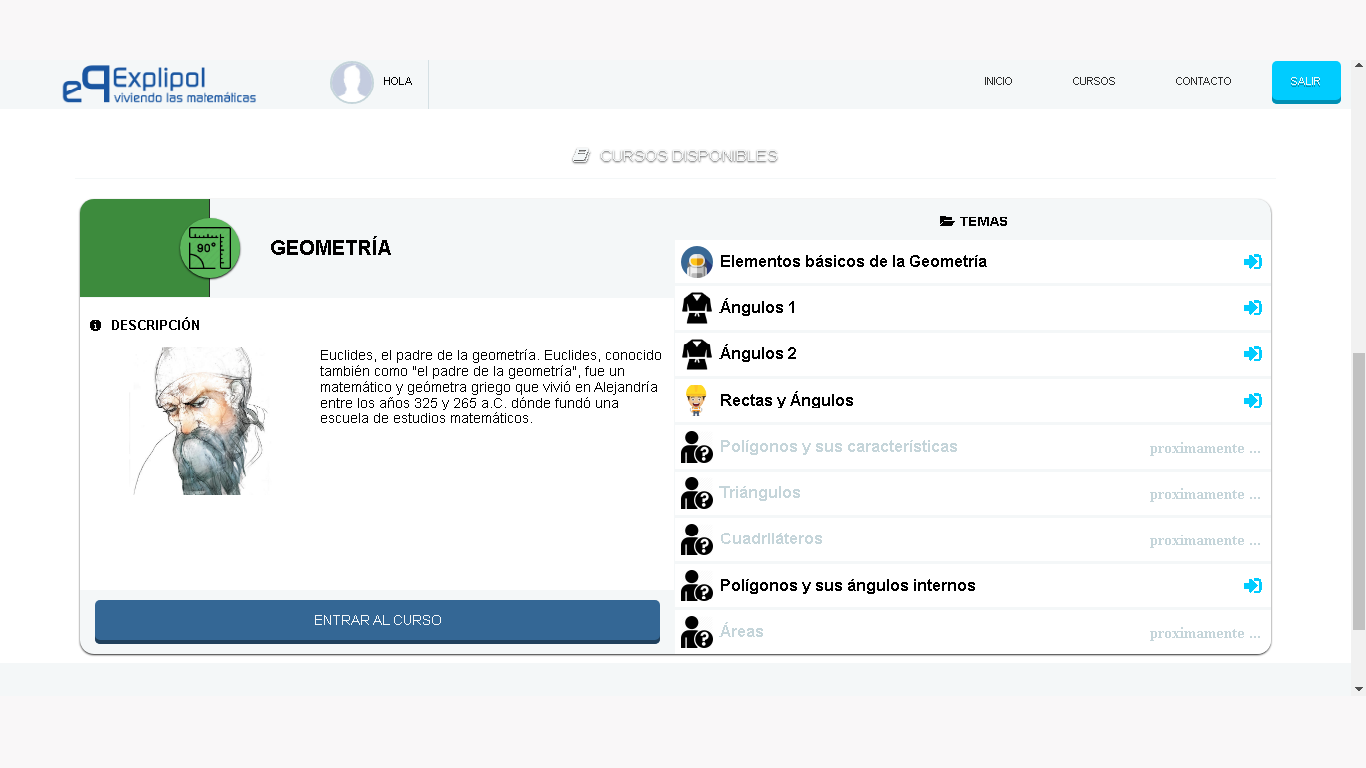 eP Explipol
viviendo las matemáticas
HOLA
INICIO
CURSOS
CONTACTO
SALIR
CURSOS DISPONIBLES
90°
GEOMETRÍA
DESCRIPCIÓN
Euclides, el padre de la geometría. Euclides, conocido
también como "el padre de la geometría", fue un
matemático y geómetra griego que vivió en Alejandría
entre los años 325 y 265 a.C. dónde fundó una
escuela de estudios matemáticos.
ENTRAR AL CURSO
TEMAS
Elementos básicos de la Geometría
Ángulos 1
Ángulos 2
Rectas y Ángulos
Polígonos y sus características
proximamente ...
Triángulos
proximamente ...
Cuadriláteros
proximamente ...
Polígonos y sus ángulos internos
Áreas
proximamente ...